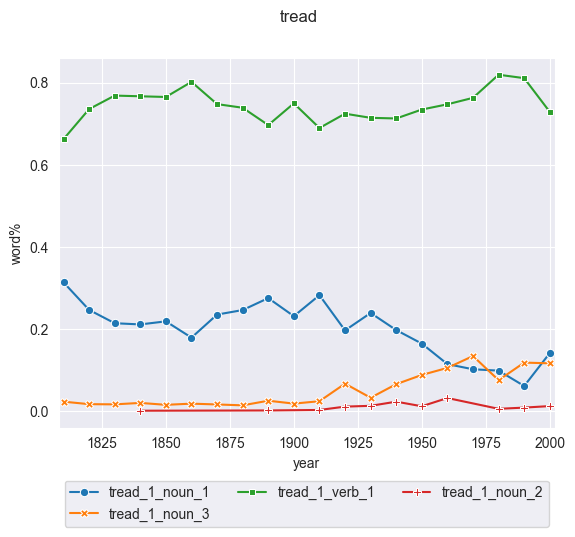 tread
0.8
0.6
0.4
0.2
0.0
word%
1825 1850 1875 1900 1925 1950 1975 2000
year
tread_1_noun_1 tread_1_verb_1 tread_1_noun_2
tread_1_noun_3